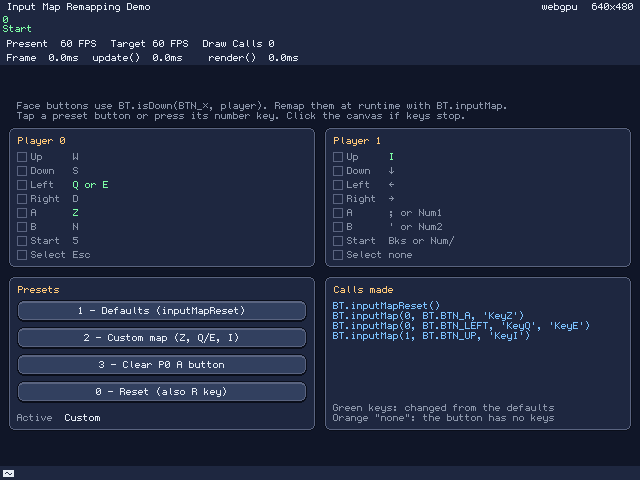 Input Map Remapping Demo
webgpu 640x480
0
Start
Present 60 FPS Target 60 FPS Draw Calls 0
Frame 0.0ms update() 0.0ms render() 0.0ms
Face buttons use BT.isDown(BTN_x, player). Remap them at runtime with BT.inputMap.
Tap a preset button or press its number key. Click the canvas if keys stop.
Player 0
Up W
Down S
Left Q or E
Right D
A Z
B N
Start 5
Select Esc
Player 1
Up I
Down ↓
Left ←
Right →
A ; or Num1
B ' or Num2
Start Bks or Num/
Select none
Presets
1 - Defaults (inputMapReset)
2 - Custom map (Z, Q/E, I)
3 - Clear P0 A button
0 - Reset (also R key)
Active Custom
Calls made
BT.inputMapReset()
BT.inputMap(0, BT.BTN_A, 'KeyZ')
BT.inputMap(0, BT.BTN_LEFT, 'KeyQ', 'KeyE')
BT.inputMap(1, BT.BTN_UP, 'KeyI')
Green keys: changed from the defaults
Orange "none": the button has no keys
~